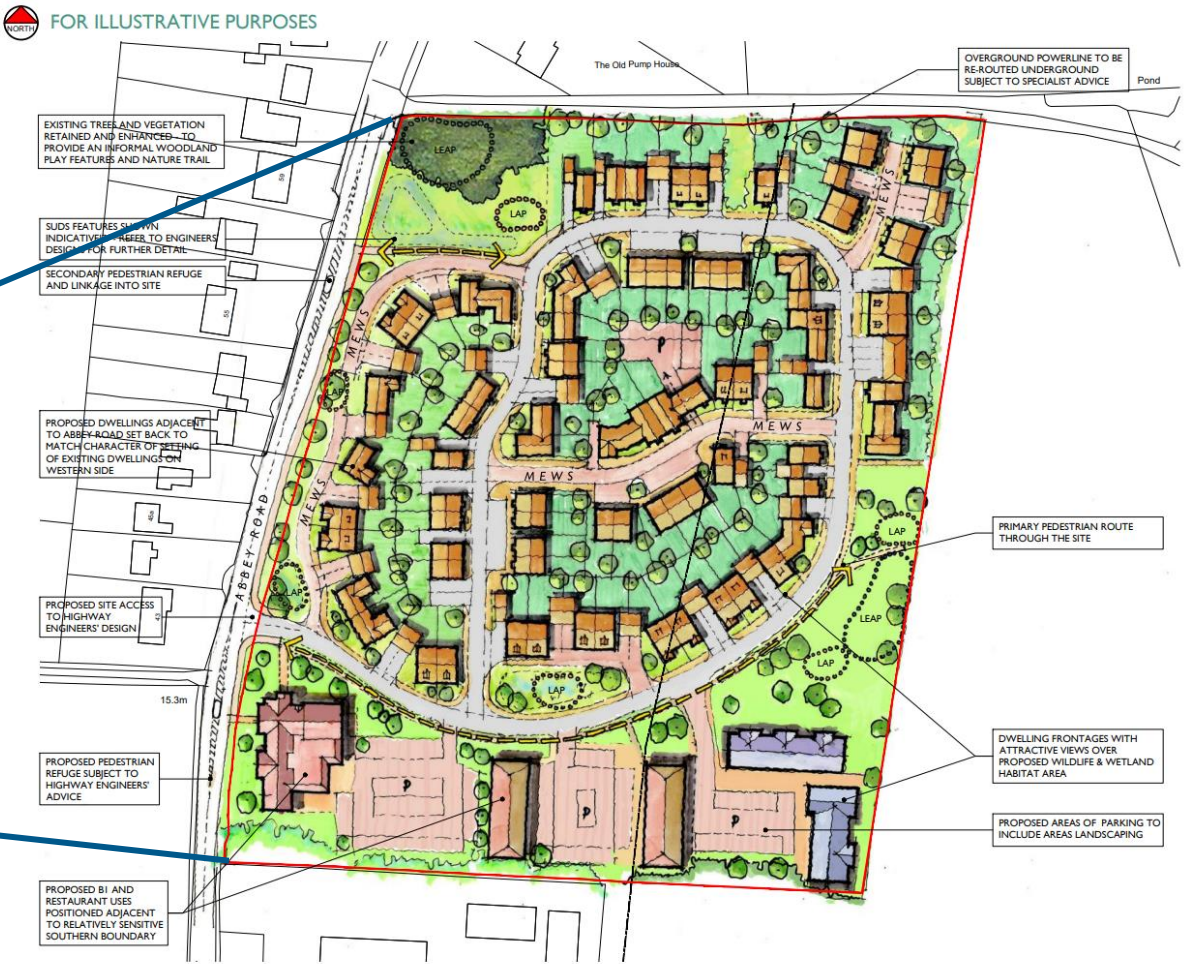 NORTH
FOR ILLUSTRATIVE PURPOSES
The Old Pump House
OVERGROUND POWERLINE TO BE
RE-ROUTED UNDERGROUND
SUBJECT TO SPECIALIST ADVICE
Pond
EXISTING TREES AND VEGETATION
RETAINED AND ENHANCED - TO
PROVIDE AN INFORMAL WOODLAND
PLAY FEATURES AND NATURE TRAIL
LEAP
59
LAP
MEWS
SUDS FEATURES SHOWN
INDICATIVELY REFER TO ENGINEERS
DESIGNS FOR FURTHER DETAIL
SECONDARY PEDESTRIAN REFUGE
AND LINKAGE INTO SITE
55
MEWS
P
LAP
PROPOSED DWELLINGS ADJACENT
TO ABBEY ROAD SET BACK TO
MATCH CHARACTER OF SETTING
OF EXISTING DWELLINGS ON
WESTERN SIDE
MEWS
MEWS
MEWS
45a
ABBEY ROAD
LAP
PRIMARY PEDESTRIAN ROUTE
THROUGH THE SITE
PROPOSED SITE ACCESS
TO HIGHWAY
ENGINEERS' DESIGN
43
LAP
LEAP
LAP
LAP
15.3m
PROPOSED PEDESTRIAN
REFUGE SUBJECT TO
HIGHWAY ENGINEERS'
ADVICE
DWELLING FRONTAGES WITH
ATTRACTIVE VIEWS OVER
PROPOSED WILDLIFE & WETLAND
HABITAT AREA
P
P
P
PROPOSED AREAS OF PARKING TO
INCLUDE AREAS LANDSCAPING
PROPOSED B1 AND
RESTAURANT USES
POSITIONED ADJACENT
TO RELATIVELY SENSITIVE
SOUTHERN BOUNDARY